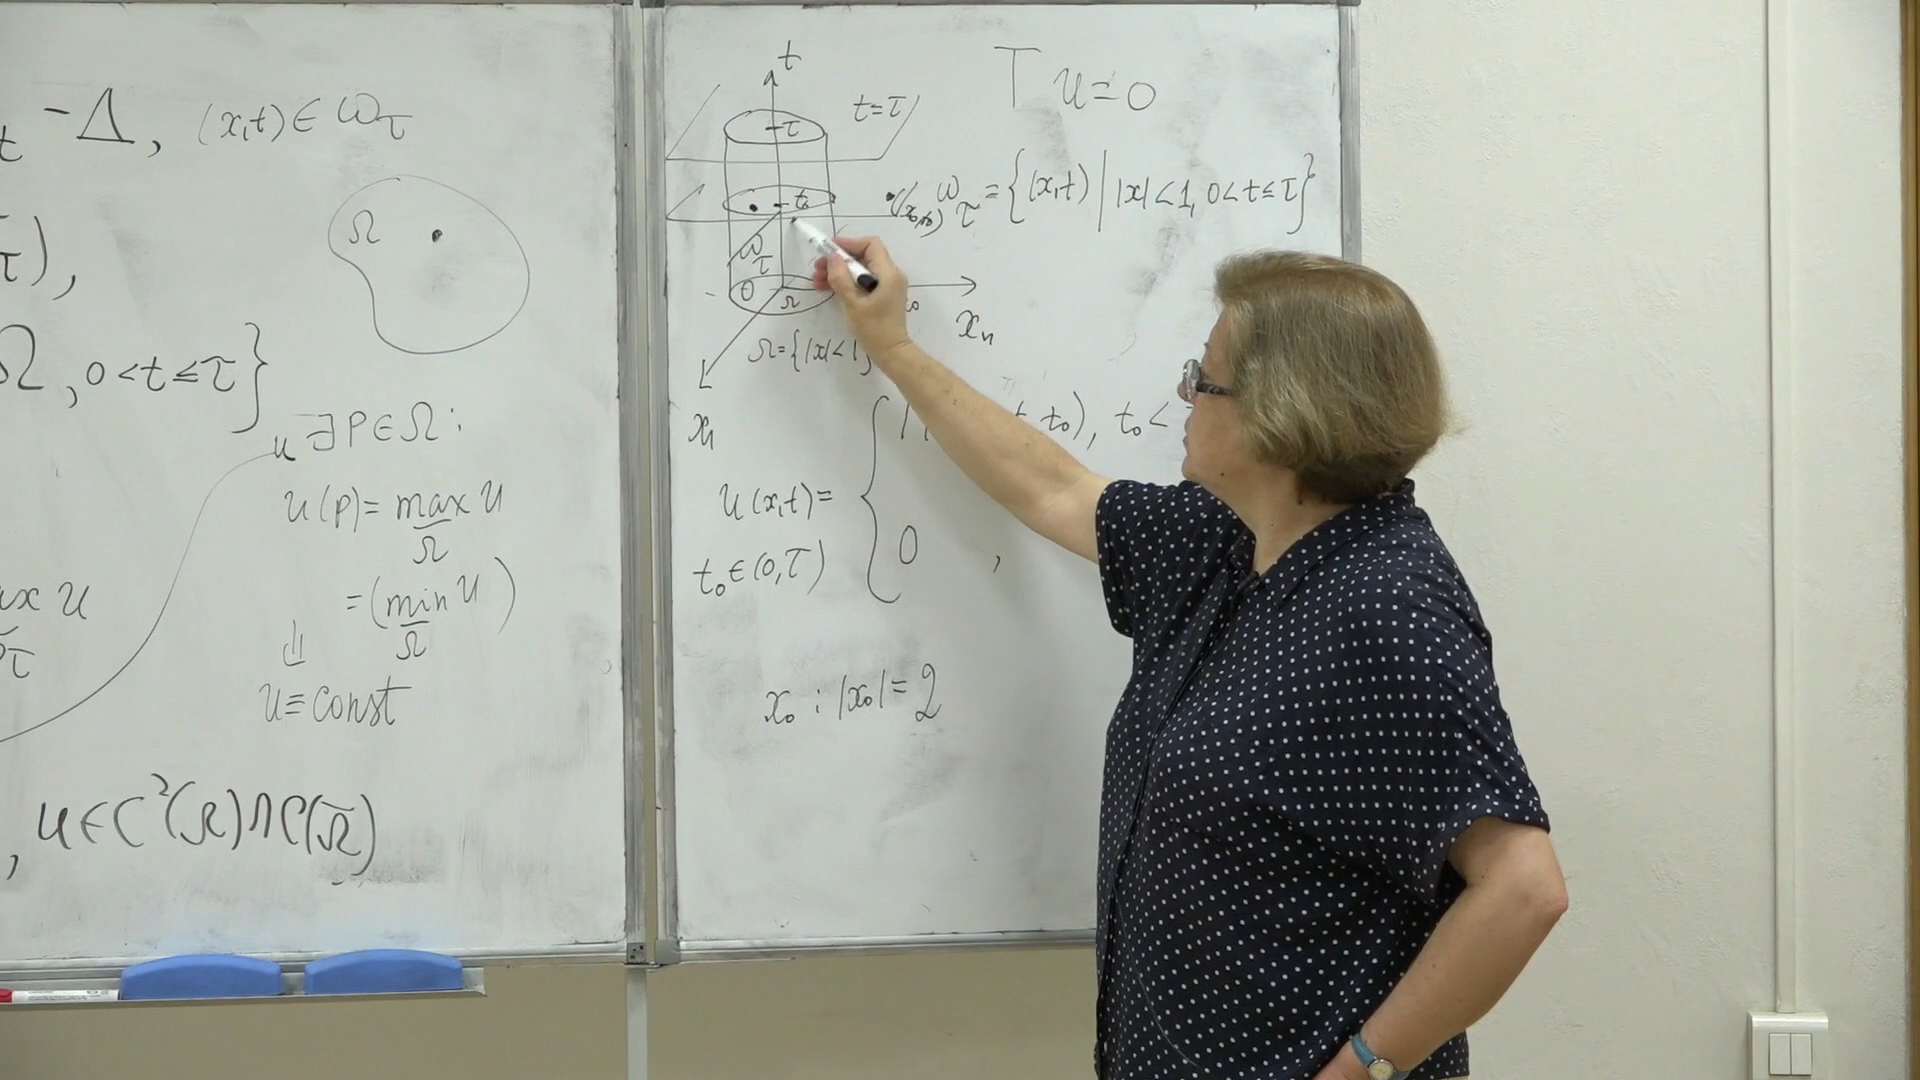 t - Δ, (x,t) ∈ ω_τ
Ω
τ),
Ω, 0 < t ≤ τ}
u ∃ P ∈ Ω :
u(p) = max u
Ω
= (min u)
Ω
⇓
u ≡ const
ax u
τ
, u ∈ C²(Ω) ∩ C(Ω̅)
t
T u = 0
t = τ
τ
t₀
(x₀,t₀)
ω_τ = {(x,t) | |x| < 1, 0 < t ≤ τ}
ω_τ
0
Ω
x_n
Ω = {|x| < 1}
x₁
t₀), t₀ <
u(x,t) = {
0 ,
t₀ ∈ (0,τ)
x₀ : |x₀| = 2